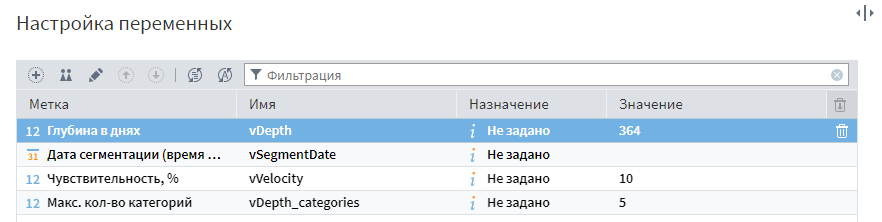 Настройка переменных
Фильтрация
Метка Имя Назначение Значение
12 Глубина в днях vDepth Не задано 364
31 Дата сегментации (время ... vSegmentDate Не задано
12 Чувствительность, % vVelocity Не задано 10
12 Макс. кол-во категорий vDepth_categories Не задано 5